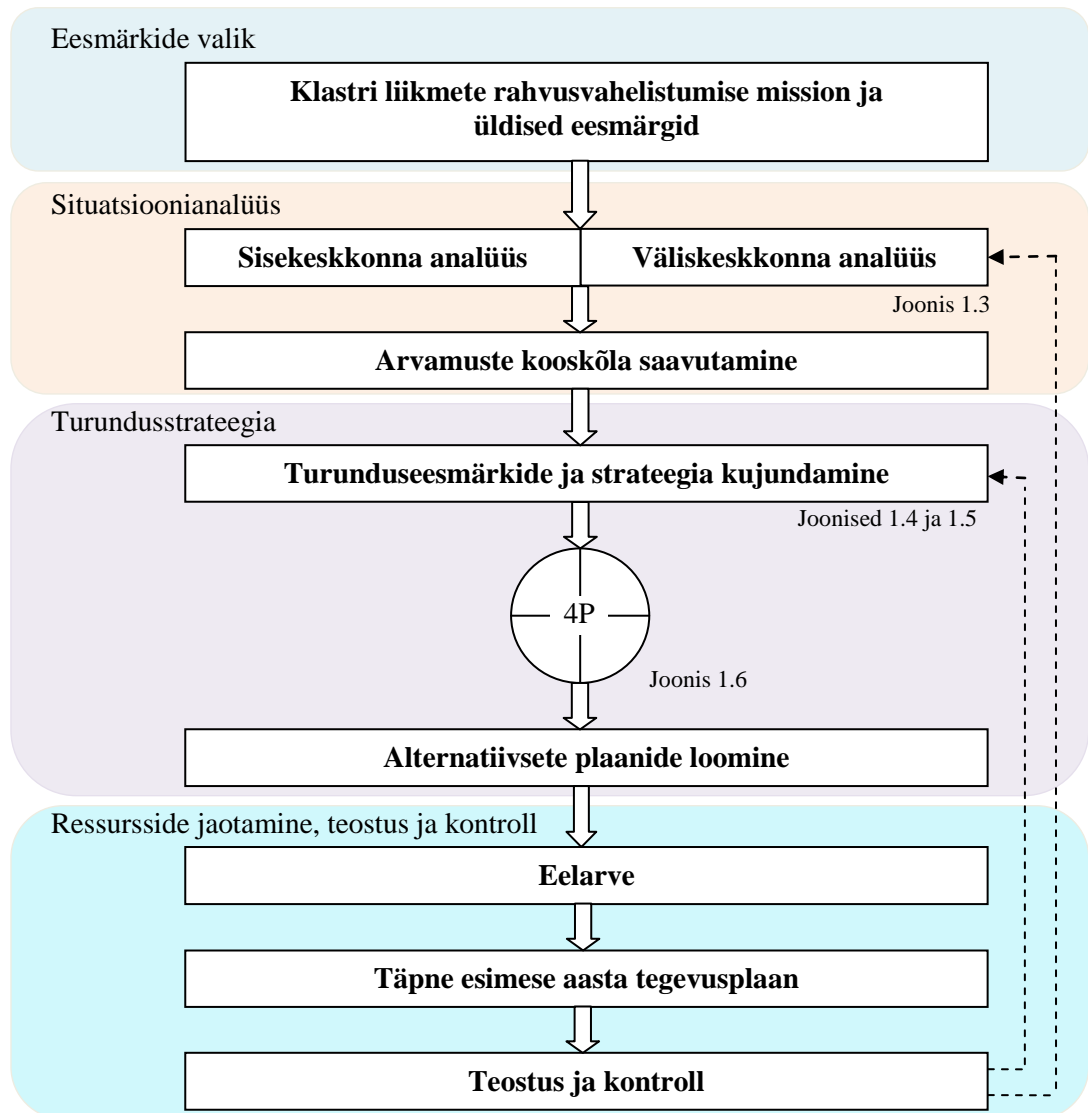 Eesmärkide valik
Klastri liikmete rahvusvahelistumise mission ja
üldised eesmärgid
Situatsioonianalüüs
Sisekeskkonna analüüs
Väliskeskkonna analüüs
Joonis 1.3
Arvamuste kooskõla saavutamine
Turundusstrateegia
Turunduseesmärkide ja strateegia kujundamine
Joonised 1.4 ja 1.5
4P
Joonis 1.6
Alternatiivsete plaanide loomine
Ressursside jaotamine, teostus ja kontroll
Eelarve
Täpne esimese aasta tegevusplaan
Teostus ja kontroll